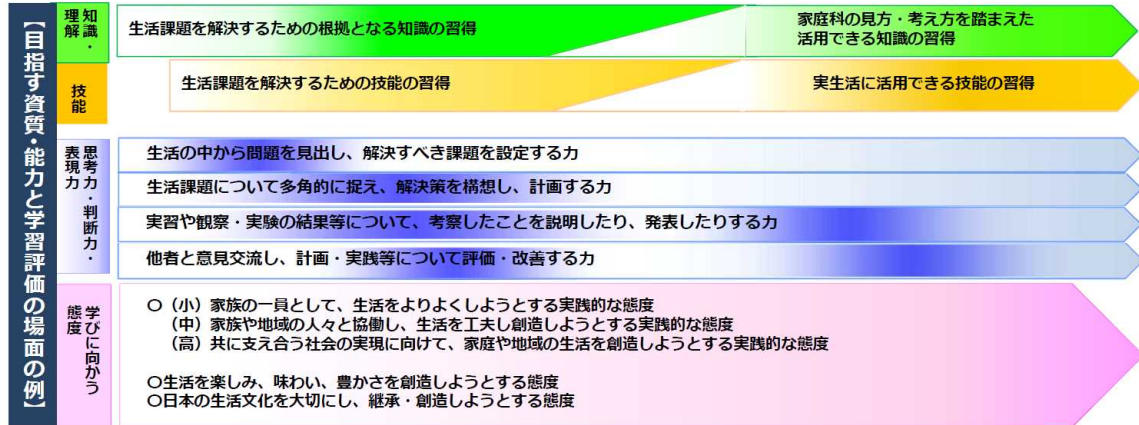 【目指す資質・能力と学習評価の場面の例】
知識・
理解
生活課題を解決するための根拠となる知識の習得
家庭科の見方・考え方を踏まえた
活用できる知識の習得
技能
生活課題を解決するための技能の習得
実生活に活用できる技能の習得
思考力・判断力・
表現力
生活の中から問題を見出し、解決すべき課題を設定する力
生活課題について多角的に捉え、解決策を構想し、計画する力
実習や観察・実験の結果等について、考察したことを説明したり、発表したりする力
他者と意見交流し、計画・実践等について評価・改善する力
学びに向かう
態度
〇（小）家族の一員として、生活をよりよくしようとする実践的な態度
（中）家族や地域の人々と協働し、生活を工夫し創造しようとする実践的な態度
（高）共に支え合う社会の実現に向けて、家庭や地域の生活を創造しようとする実践的な態度
〇生活を楽しみ、味わい、豊かさを創造しようとする態度
〇日本の生活文化を大切にし、継承・創造しようとする態度